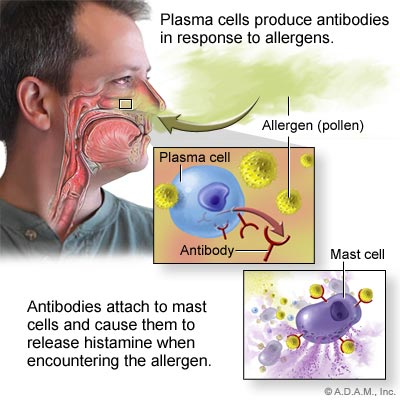 Plasma cells produce antibodies
in response to allergens.
Allergen (pollen)
Plasma cell
Antibody
Mast cell
Antibodies attach to mast
cells and cause them to
release histamine when
encountering the allergen.
© A.D.A.M., Inc.